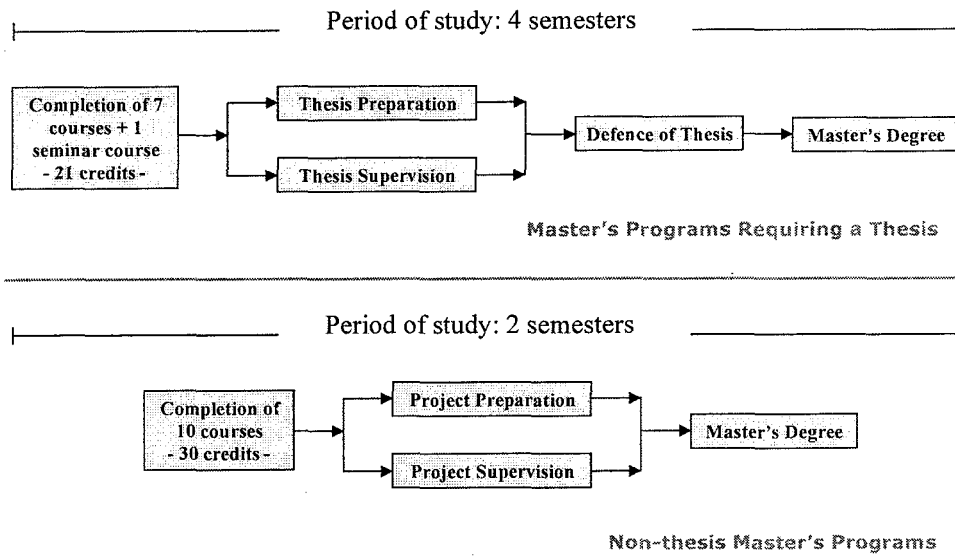 Period of study: 4 semesters
Completion of 7
courses + 1
seminar course
- 21 credits -
Thesis Preparation
Thesis Supervision
Defence of Thesis
Master's Degree
Master's Programs Requiring a Thesis
Period of study: 2 semesters
Completion of
10 courses
- 30 credits -
Project Preparation
Project Supervision
Master's Degree
Non-thesis Master's Programs